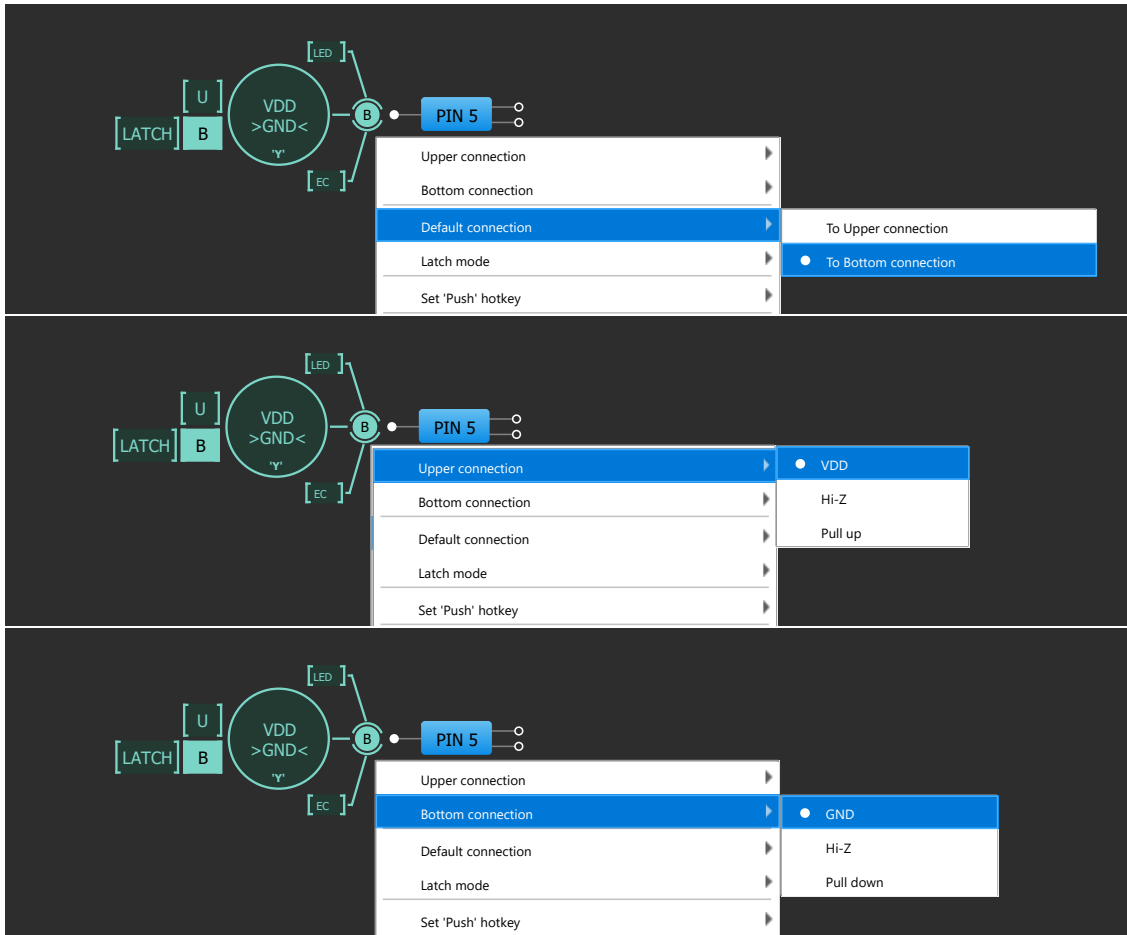 [LED ]
[ U ]
VDD
>GND<
'Y'
[LATCH] B
B
PIN 5
[ EC ]
Upper connection
Bottom connection
Default connection
To Upper connection
Latch mode
To Bottom connection
Set 'Push' hotkey
[LED ]
[ U ]
VDD
>GND<
'Y'
[LATCH] B
B
PIN 5
[ EC ]
Upper connection
VDD
Bottom connection
Hi-Z
Default connection
Pull up
Latch mode
Set 'Push' hotkey
[LED ]
[ U ]
VDD
>GND<
'Y'
[LATCH] B
B
PIN 5
[ EC ]
Upper connection
Bottom connection
GND
Default connection
Hi-Z
Latch mode
Pull down
Set 'Push' hotkey